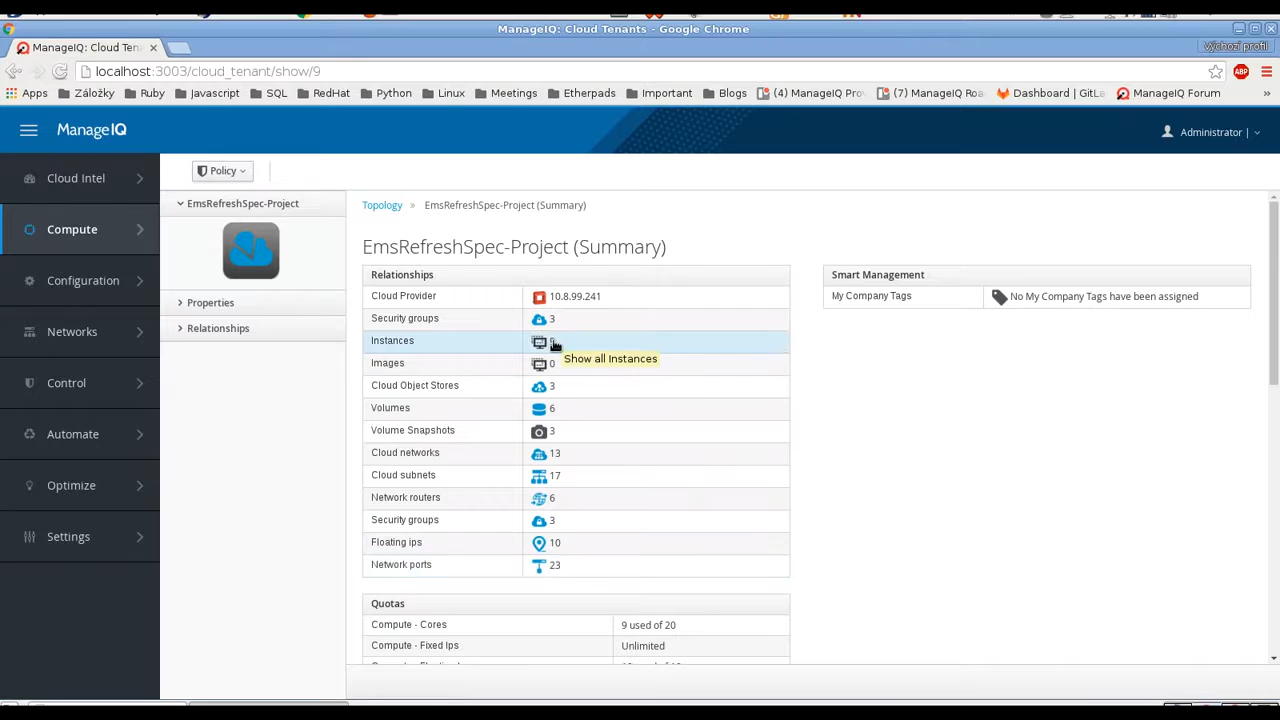 ManageIQ: Cloud Tenants - Google Chrome
ManageIQ: Cloud Tena
Výchozí profil
localhost:3003/cloud_tenant/show/9
ABP
Apps Záložky Ruby Javascript SQL RedHat Python Linux Meetings Etherpads Important Blogs (4) ManageIQ Pro (7) ManageIQ Roa Dashboard | GitLa ManageIQ Forum
ManageIQ
Administrator |
Cloud Intel
Compute
Configuration
Networks
Control
Automate
Optimize
Settings
Policy
EmsRefreshSpec-Project
Properties
Relationships
Topology » EmsRefreshSpec-Project (Summary)
EmsRefreshSpec-Project (Summary)
Relationships
Cloud Provider 10.8.99.241
Security groups 3
Instances
Show all Instances
Images 0
Cloud Object Stores 3
Volumes 6
Volume Snapshots 3
Cloud networks 13
Cloud subnets 17
Network routers 6
Security groups 3
Floating ips 10
Network ports 23
Quotas
Compute - Cores 9 used of 20
Compute - Fixed Ips Unlimited
Smart Management
My Company Tags No My Company Tags have been assigned